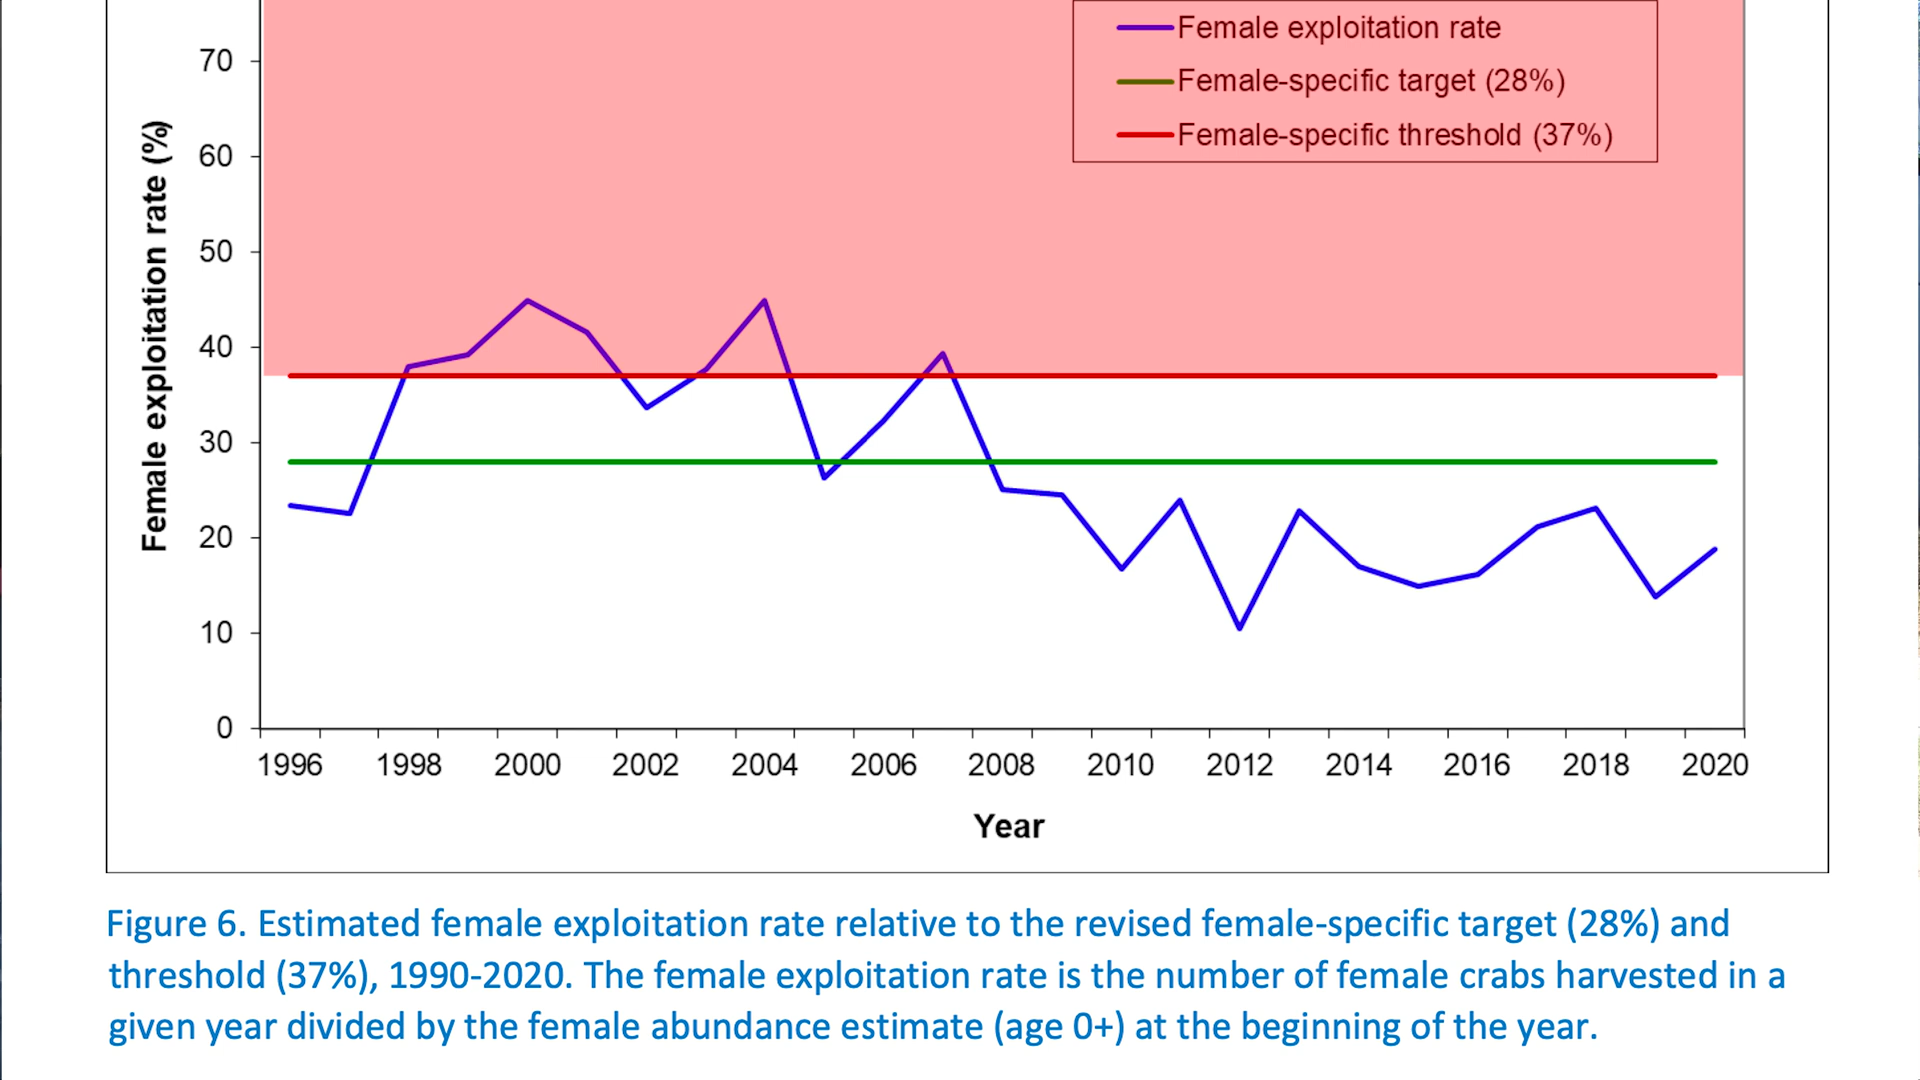 Female exploitation rate
Female-specific target (28%)
Female-specific threshold (37%)
Female exploitation rate (%)
70
60
50
40
30
20
10
0
1996 1998 2000 2002 2004 2006 2008 2010 2012 2014 2016 2018 2020
Year
Figure 6. Estimated female exploitation rate relative to the revised female-specific target (28%) and
threshold (37%), 1990-2020. The female exploitation rate is the number of female crabs harvested in a
given year divided by the female abundance estimate (age 0+) at the beginning of the year.